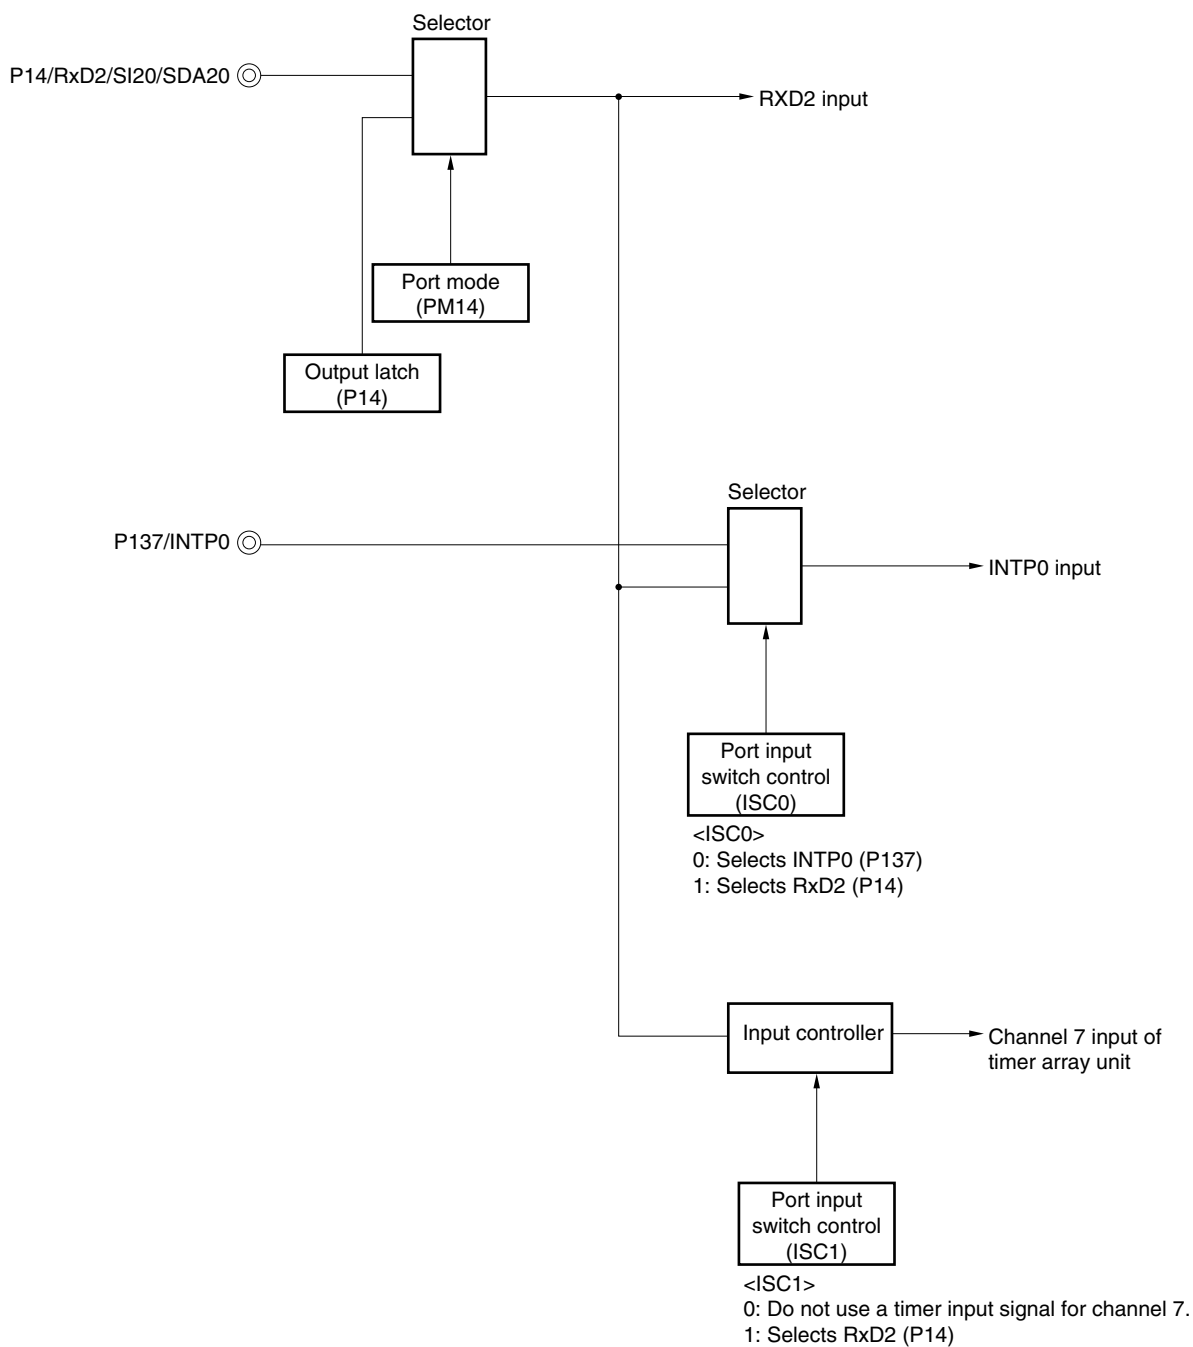 Selector
P14/RxD2/SI20/SDA20
RXD2 input
Port mode
(PM14)
Output latch
(P14)
Selector
P137/INTP0
INTP0 input
Port input
switch control
(ISC0)
<ISC0>
0: Selects INTP0 (P137)
1: Selects RxD2 (P14)
Input controller
Channel 7 input of
timer array unit
Port input
switch control
(ISC1)
<ISC1>
0: Do not use a timer input signal for channel 7.
1: Selects RxD2 (P14)